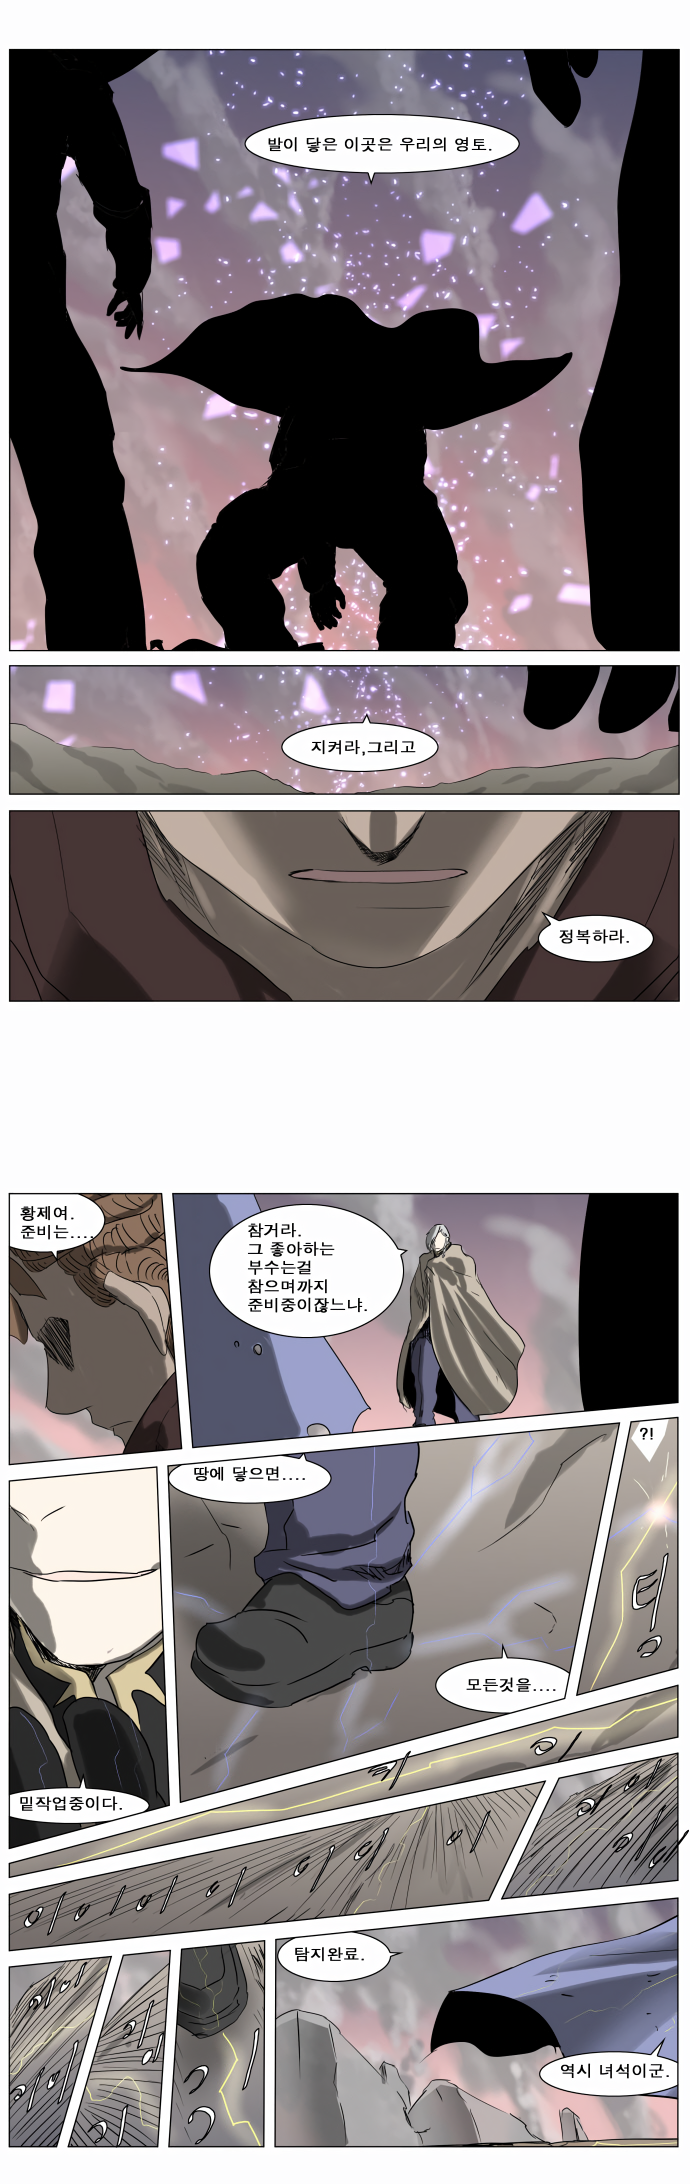 발이 닿은 이곳은 우리의 영토.
지켜라,그리고
정복하라.
황제여.
준비는....
참거라.
그 좋아하는
부수는걸
참으며까지
준비중이잖느냐.
땅에 닿으면....
?!
팅
모든것을....
밑작업중이다.
탐지완료.
역시 녀석이군.